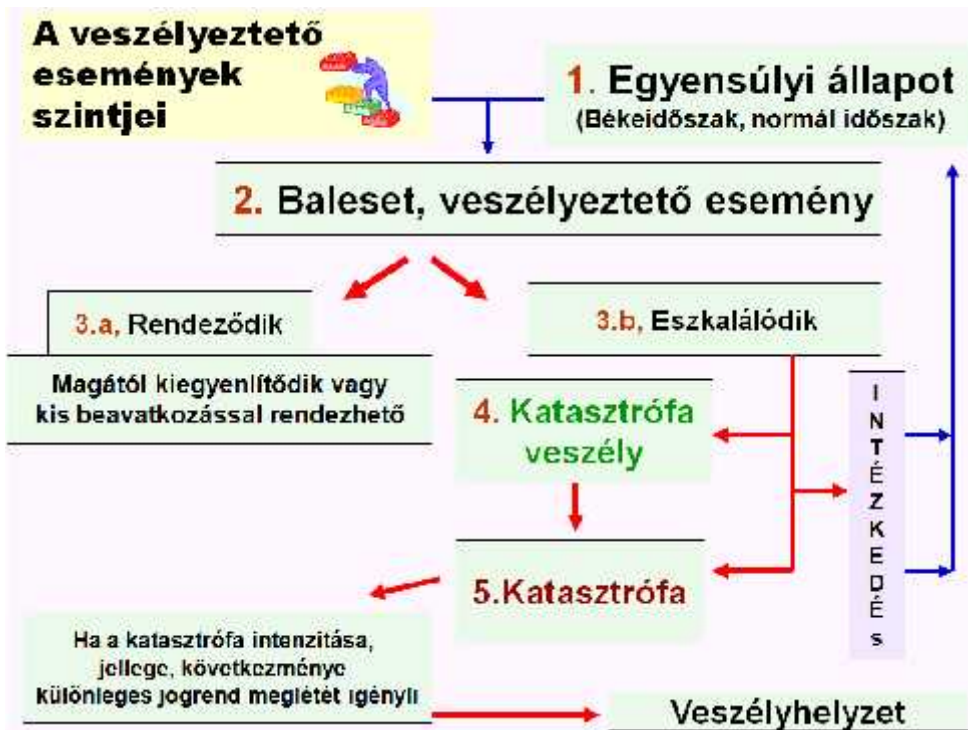 A veszélyeztető
események
szintjei
1. Egyensúlyi állapot
(Békeidőszak, normál időszak)
2. Baleset, veszélyeztető esemény
3.a, Rendeződik
3.b, Eszkalálódik
Magától kiegyenlítődik vagy
kis beavatkozással rendezhető
4. Katasztrófa
veszély
I
N
T
É
Z
K
E
D
É
s
5.Katasztrófa
Ha a katasztrófa intenzitása,
jellege, következménye
különleges jogrend meglétét igényli
Veszélyhelyzet